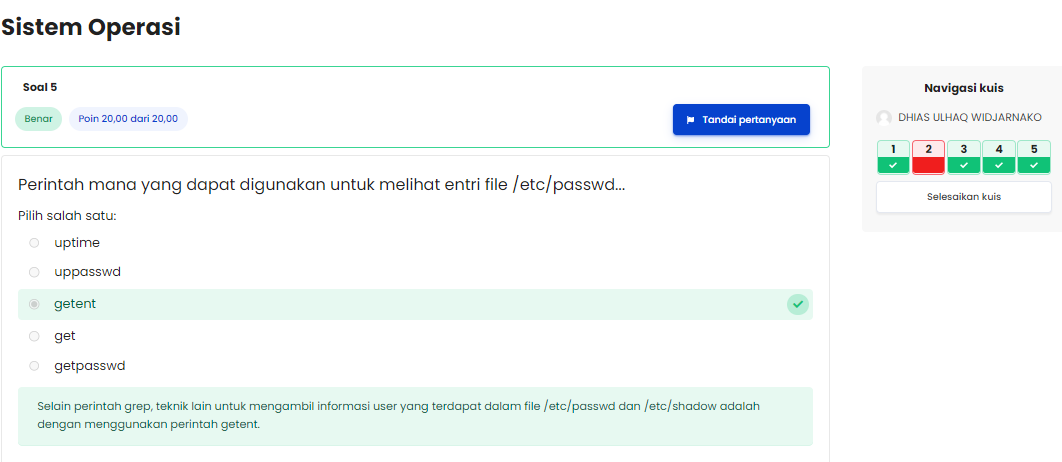 Sistem Operasi
Soal 5
Benar
Poin 20,00 dari 20,00
Tandai pertanyaan
Perintah mana yang dapat digunakan untuk melihat entri file /etc/passwd...
Pilih salah satu:
uptime
uppasswd
getent
get
getpasswd
Selain perintah grep, teknik lain untuk mengambil informasi user yang terdapat dalam file /etc/passwd dan /etc/shadow adalah
dengan menggunakan perintah getent.
Navigasi kuis
DHIAS ULHAQ WIDJARNAKO
1 2 3 4 5
Selesaikan kuis